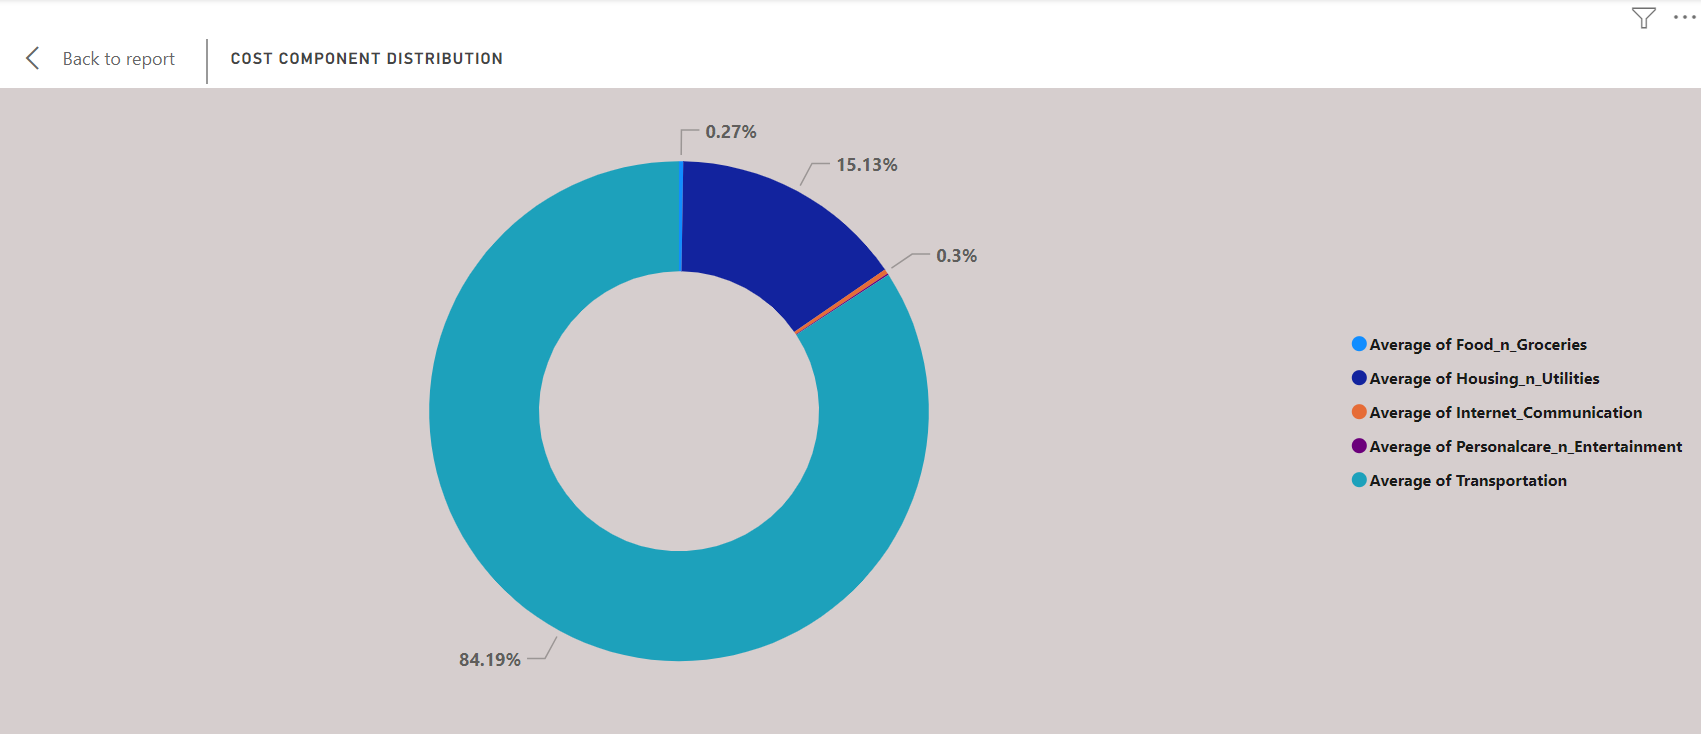 Back to report
COST COMPONENT DISTRIBUTION
0.27%
15.13%
0.3%
84.19%
Average of Food_n_Groceries
Average of Housing_n_Utilities
Average of Internet_Communication
Average of Personalcare_n_Entertainment
Average of Transportation